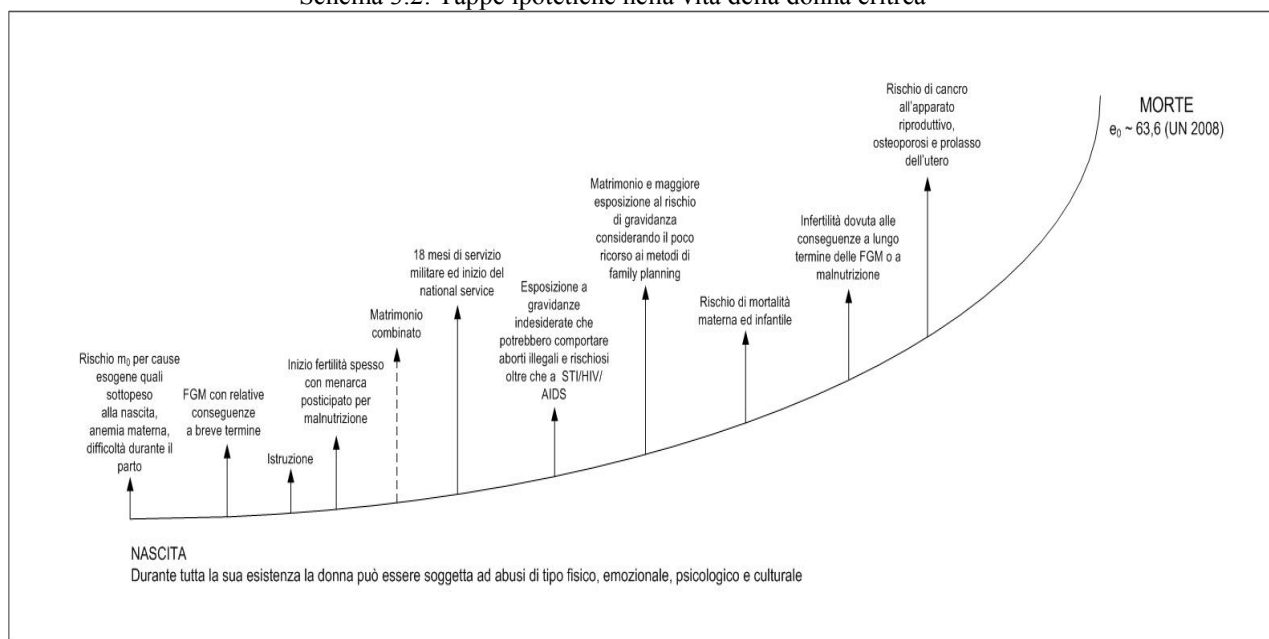 Schema 3.2: Tappe ipotetiche nella vita della donna eritrea
Rischio m0 per cause
esogene quali
sottopeso
alla nascita,
anemia materna,
difficoltà durante il
parto
FGM con relative
conseguenze
a breve termine
Istruzione
Inizio fertilità spesso
con menarca
posticipato per
malnutrizione
Matrimonio
combinato
18 mesi di servizio
militare ed inizio del
national service
Esposizione a
gravidanze
indesiderate che
potrebbero comportare
aborti illegali e rischiosi
oltre che a STI/HIV/
AIDS
Matrimonio e maggiore
esposizione al rischio
di gravidanza
considerando il poco
ricorso ai metodi di
family planning
Rischio di mortalità
materna ed infantile
Infertilità dovuta alle
conseguenze a lungo
termine delle FGM o a
malnutrizione
Rischio di cancro
all'apparato
riproduttivo,
osteoporosi e prolasso
dell'utero
MORTE
e0 ~ 63,6 (UN 2008)
NASCITA
Durante tutta la sua esistenza la donna può essere soggetta ad abusi di tipo fisico, emozionale, psicologico e culturale